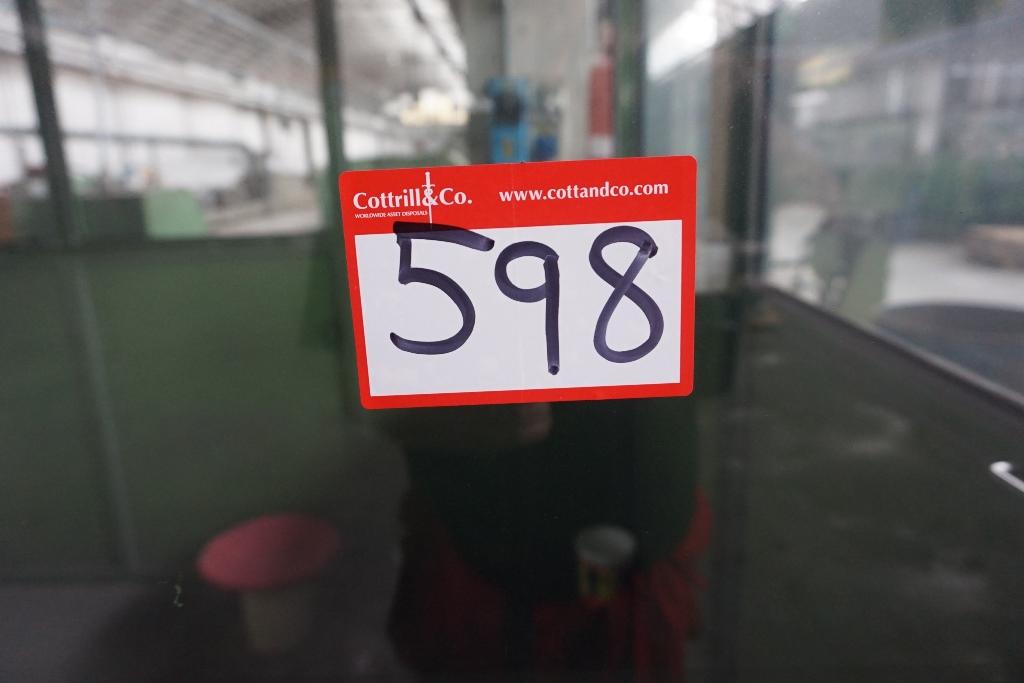 Cottrill&Co. www.cottandco.com
WORLDWIDE ASSET DISPOSALS
598